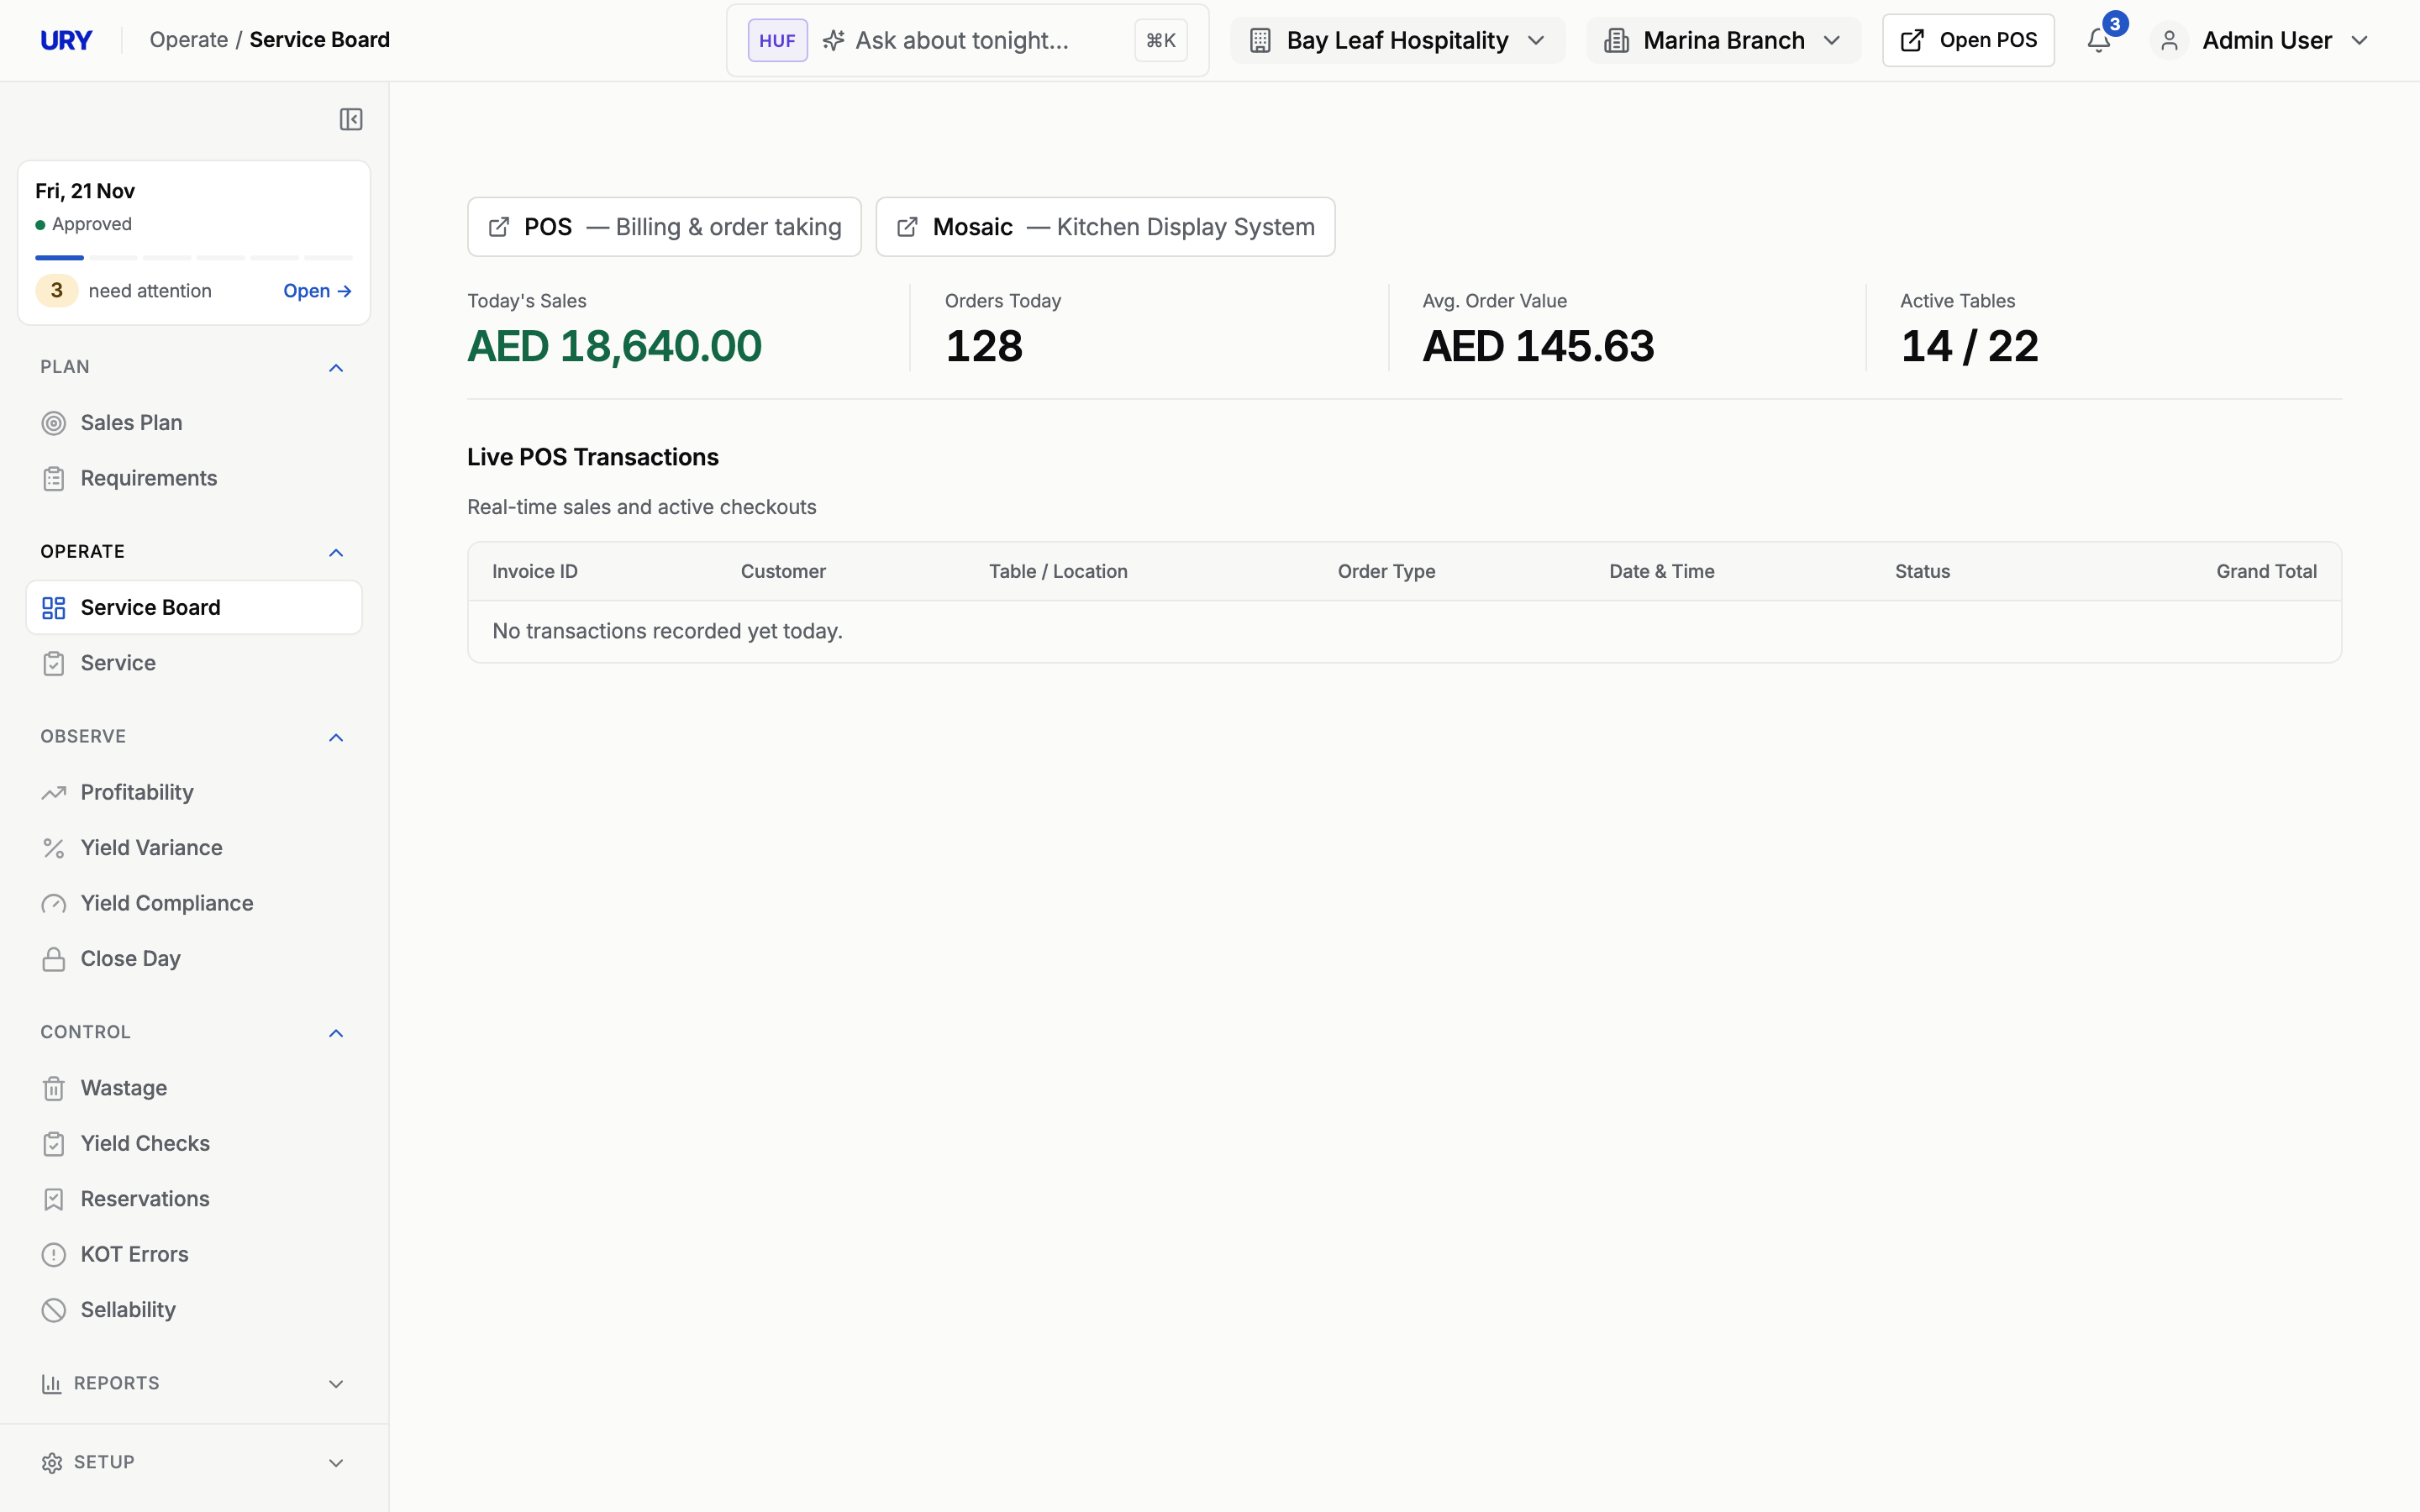 URY
Operate / Service Board
HUF Ask about tonight... ⌘K
Bay Leaf Hospitality
Marina Branch
Open POS
3
Admin User
Fri, 21 Nov
Approved
3 need attention Open →
PLAN
Sales Plan
Requirements
OPERATE
Service Board
Service
OBSERVE
Profitability
Yield Variance
Yield Compliance
Close Day
CONTROL
Wastage
Yield Checks
Reservations
KOT Errors
Sellability
REPORTS
SETUP
POS — Billing & order taking
Mosaic — Kitchen Display System
Today's Sales
AED 18,640.00
Orders Today
128
Avg. Order Value
AED 145.63
Active Tables
14 / 22
Live POS Transactions
Real-time sales and active checkouts
Invoice ID Customer Table / Location Order Type Date & Time Status Grand Total
No transactions recorded yet today.